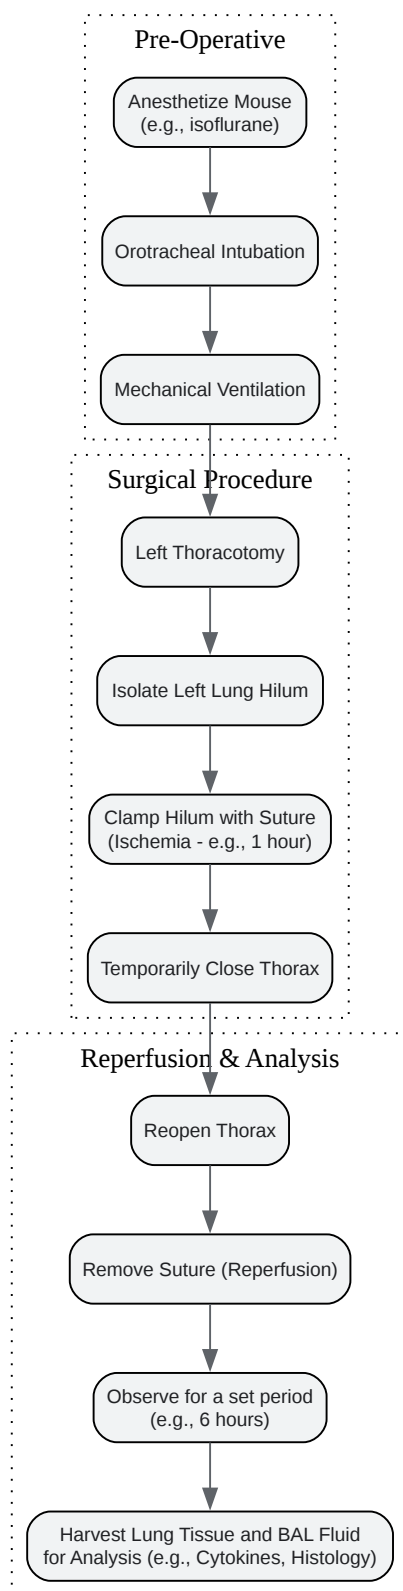 Pre-Operative
Anesthetize Mouse
(e.g., isoflurane)
Orotracheal Intubation
Mechanical Ventilation
Surgical Procedure
Left Thoracotomy
Isolate Left Lung Hilum
Clamp Hilum with Suture
(Ischemia - e.g., 1 hour)
Temporarily Close Thorax
Reperfusion & Analysis
Reopen Thorax
Remove Suture (Reperfusion)
Observe for a set period
(e.g., 6 hours)
Harvest Lung Tissue and BAL Fluid
for Analysis (e.g., Cytokines, Histology)